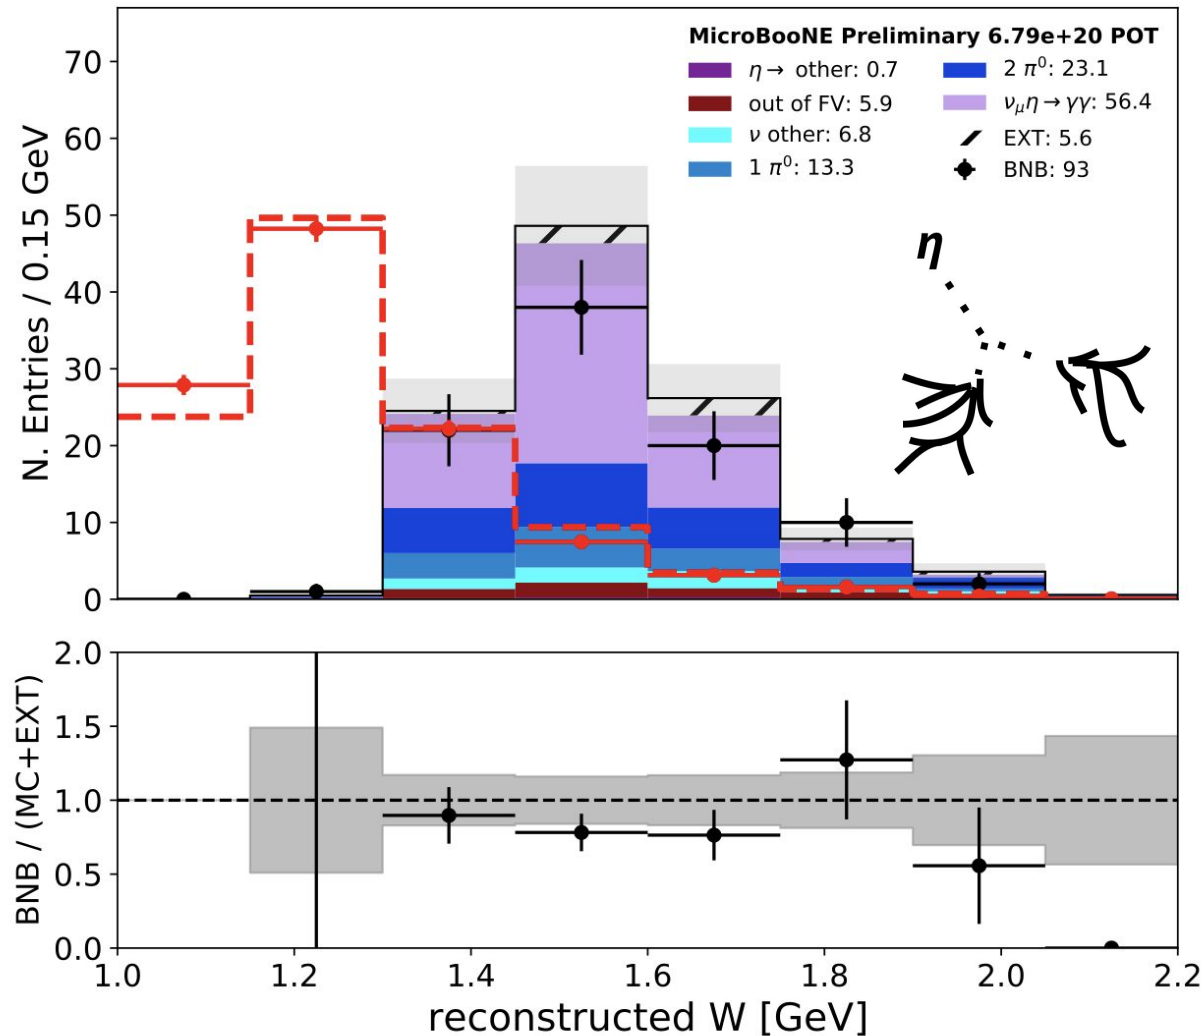 MicroBooNE Preliminary 6.79e+20 POT
η → other: 0.7
out of FV: 5.9
ν other: 6.8
1 π⁰: 13.3
2 π⁰: 23.1
ν_μη → γγ: 56.4
EXT: 5.6
BNB: 93
η
N. Entries / 0.15 GeV
70
60
50
40
30
20
10
0
BNB / (MC+EXT)
2.0
1.5
1.0
0.5
0.0
1.0 1.2 1.4 1.6 1.8 2.0 2.2
reconstructed W [GeV]